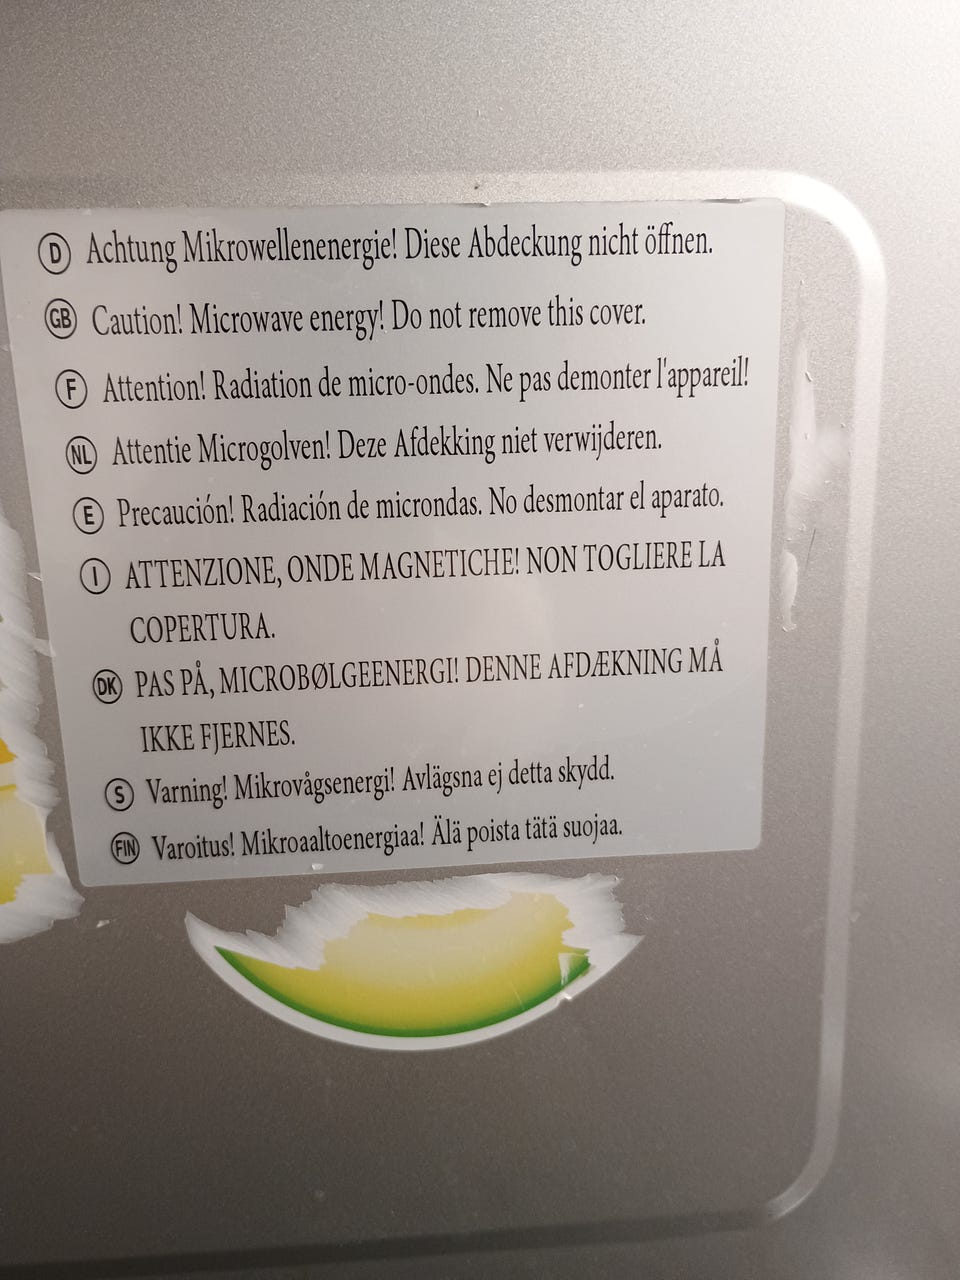 D Achtung Mikrowellenenergie! Diese Abdeckung nicht öffnen.
GB Caution! Microwave energy! Do not remove this cover.
F Attention! Radiation de micro-ondes. Ne pas demonter l'appareil!
NL Attentie Microgolven! Deze Afdekking niet verwijderen.
E Precaución! Radiación de microndas. No desmontar el aparato.
I ATTENZIONE, ONDE MAGNETICHE! NON TOGLIERE LA
COPERTURA.
DK PAS PÅ, MICROBØLGEENERGI! DENNE AFDÆKNING MÅ
IKKE FJERNES.
S Varning! Mikrovågsenergi! Avlägsna ej detta skydd.
FIN Varoitus! Mikroaaltoenergiaa! Älä poista tätä suojaa.